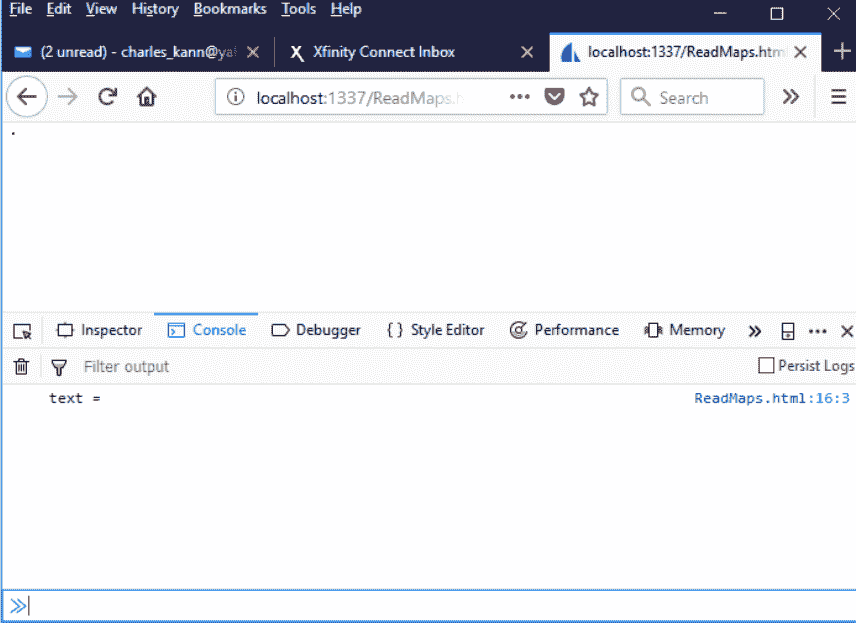 File Edit View History Bookmarks Tools Help
(2 unread) - charles_kann@ya Xfinity Connect Inbox localhost:1337/ReadMaps.html
localhost:1337/ReadMaps.h Search
.
Inspector Console Debugger { } Style Editor Performance Memory
Filter output Persist Logs
text = ReadMaps.html:16:3